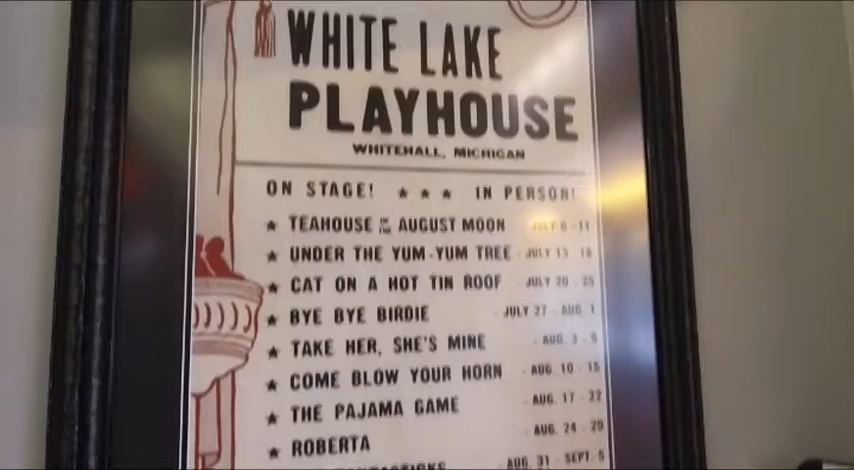 WHITE LAKE
PLAYHOUSE
WHITEHALL, MICHIGAN
ON STAGE! ★ ★ ★ IN PERSON!
★ TEAHOUSE OF THE AUGUST MOON JULY 6 - 11
★ UNDER THE YUM-YUM TREE - JULY 13 - 18
★ CAT ON A HOT TIN ROOF - JULY 20 - 25
★ BYE BYE BIRDIE - JULY 27 - AUG. 1
★ TAKE HER, SHE'S MINE - AUG. 3 - 8
★ COME BLOW YOUR HORN - AUG. 10 - 15
★ THE PAJAMA GAME - AUG. 17 - 22
★ ROBERTA - AUG. 24 - 29
AUG. 31 - SEPT. 5